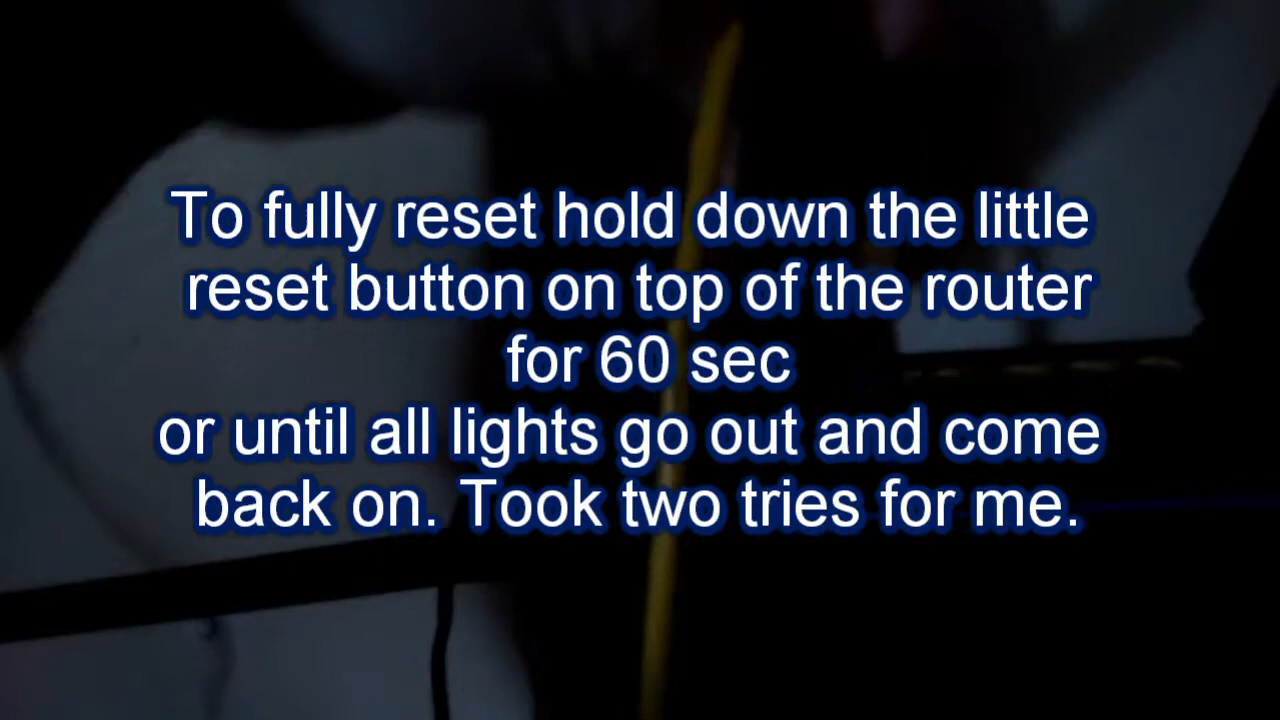 To fully reset hold down the little
reset button on top of the router
for 60 sec
or until all lights go out and come
back on. Took two tries for me.